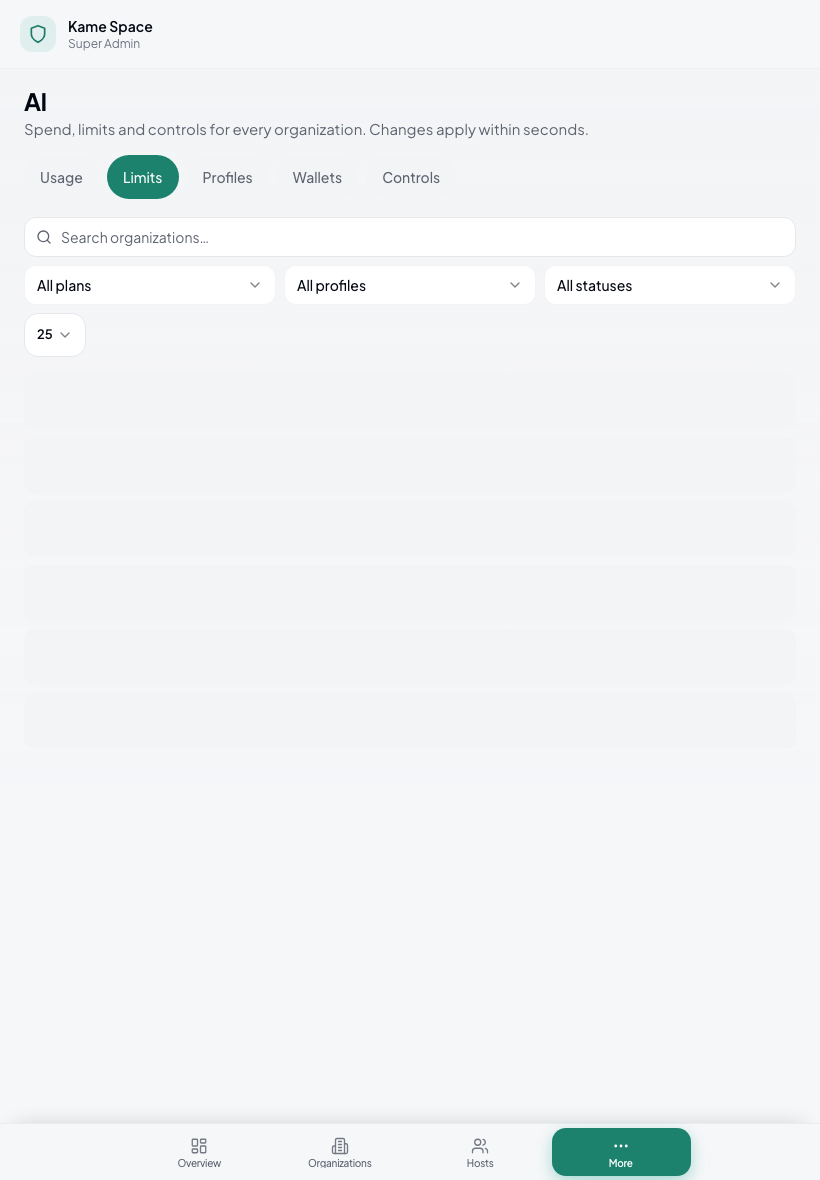 Kame Space
Super Admin
AI
Spend, limits and controls for every organization. Changes apply within seconds.
Usage Limits Profiles Wallets Controls
Search organizations…
All plans All profiles All statuses
25
Overview Organizations Hosts More